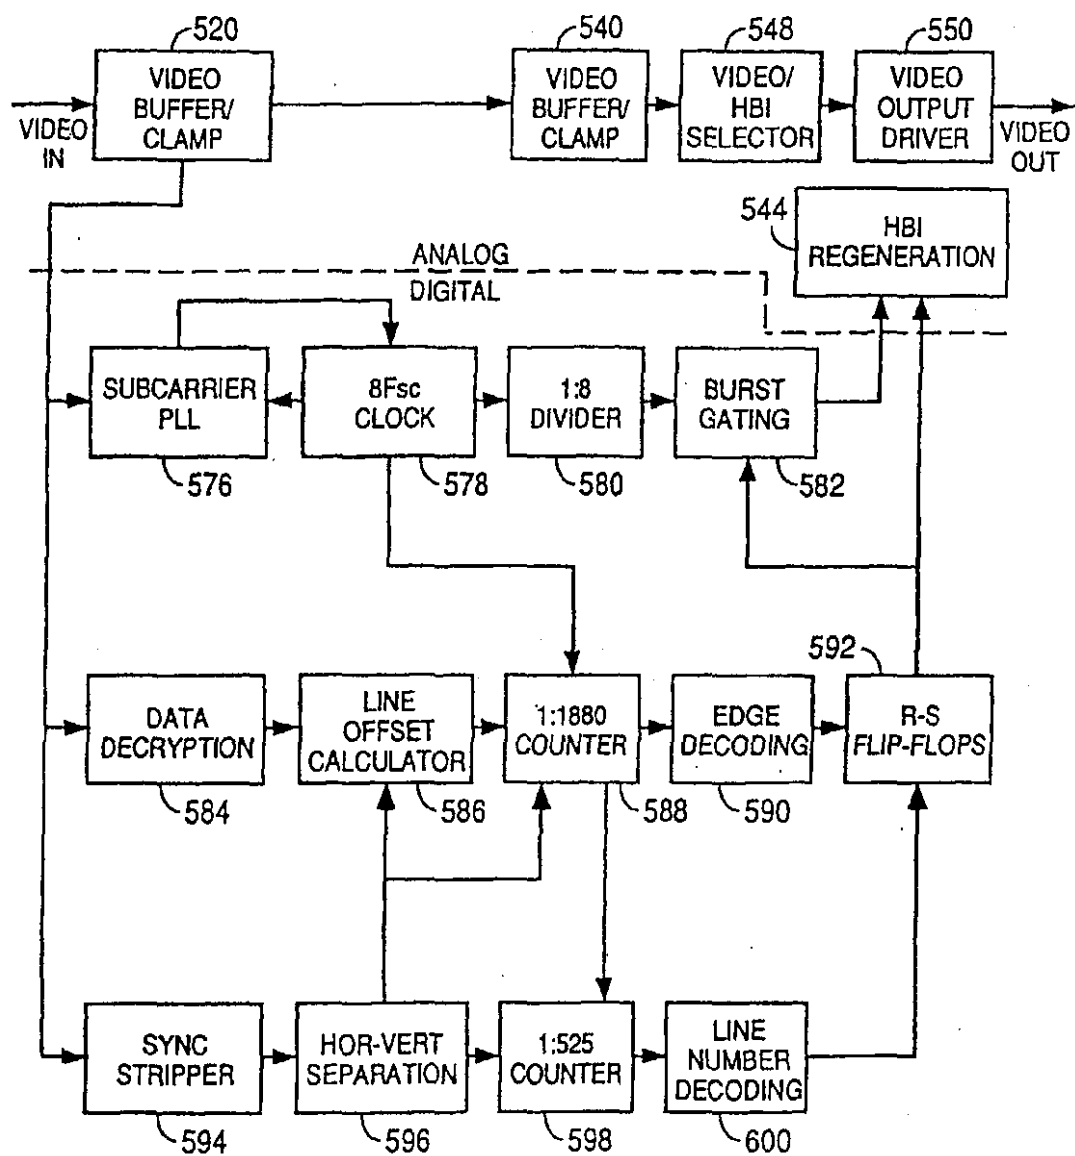 520
540
548
550
VIDEO
BUFFER/
CLAMP
VIDEO
BUFFER/
CLAMP
VIDEO/
HBI
SELECTOR
VIDEO
OUTPUT
DRIVER
VIDEO
IN
VIDEO
OUT
544
HBI
REGENERATION
ANALOG
DIGITAL
SUBCARRIER
PLL
8Fsc
CLOCK
1:8
DIVIDER
BURST
GATING
576
578
580
582
592
DATA
DECRYPTION
LINE
OFFSET
CALCULATOR
1:1880
COUNTER
EDGE
DECODING
R-S
FLIP-FLOPS
584
586
588
590
SYNC
STRIPPER
HOR-VERT
SEPARATION
1:525
COUNTER
LINE
NUMBER
DECODING
594
596
598
600